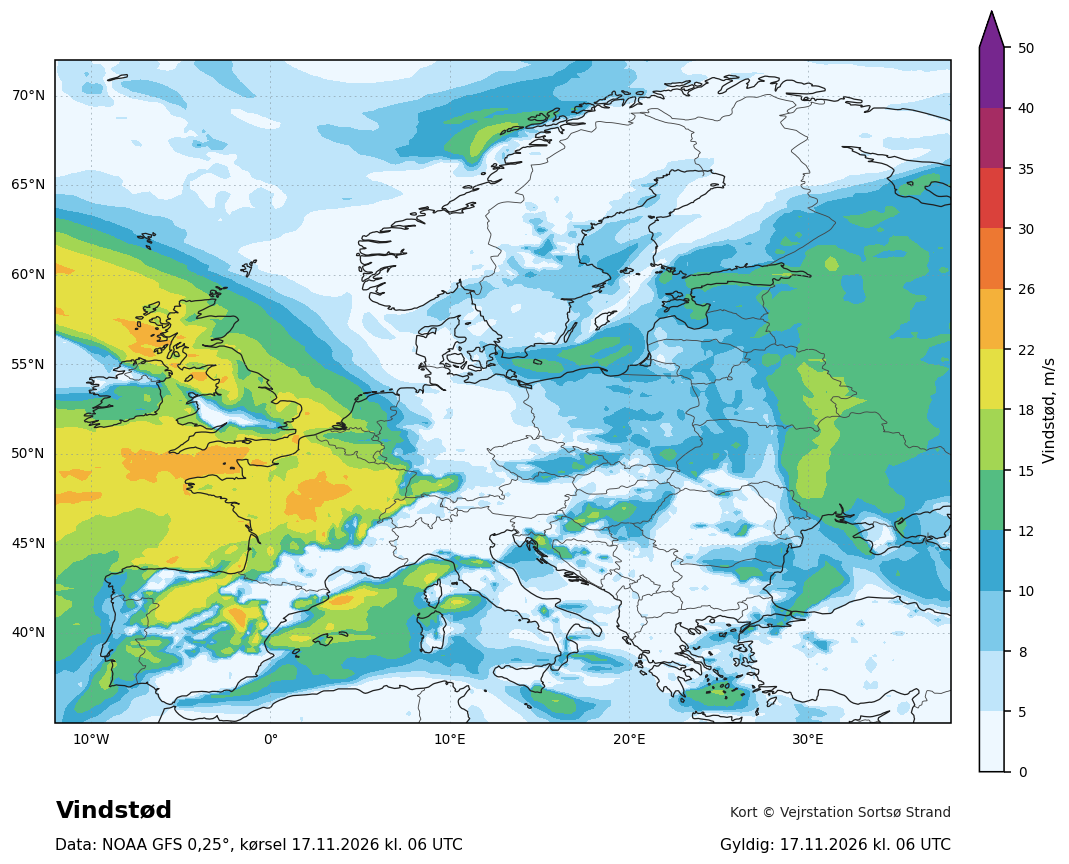 50
40
35
30
26
22
18
15
12
10
8
5
0
Vindstød, m/s
70°N
65°N
60°N
55°N
50°N
45°N
40°N
10°W
0°
10°E
20°E
30°E
Vindstød
Kort © Vejrstation Sortsø Strand
Data: NOAA GFS 0,25°, kørsel 17.11.2026 kl. 06 UTC
Gyldig: 17.11.2026 kl. 06 UTC